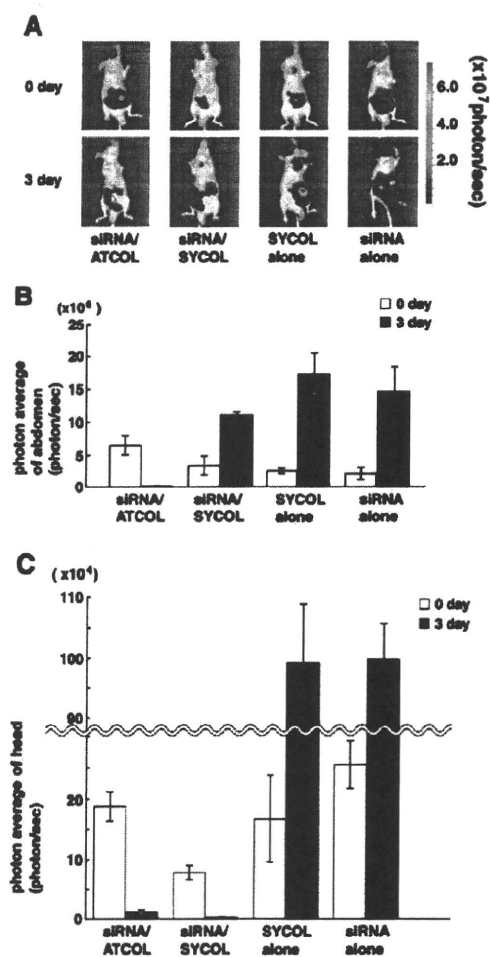 A
0 day
3 day
6.0
4.0
2.0
(x10⁷photon/sec)
siRNA/ siRNA/ SYCOL siRNA
ATCOL SYCOL alone alone
B
(x10⁶ )
0 day
3 day
25
20
15
10
5
0
photon average
of abdomen
(photon/sec)
siRNA/ siRNA/ SYCOL siRNA
ATCOL SYCOL alone alone
C
( x10⁴)
0 day
3 day
110
100
90
20
10
0
photon average of head
(photon/sec)
siRNA/ siRNA/ SYCOL siRNA
ATCOL SYCOL alone alone